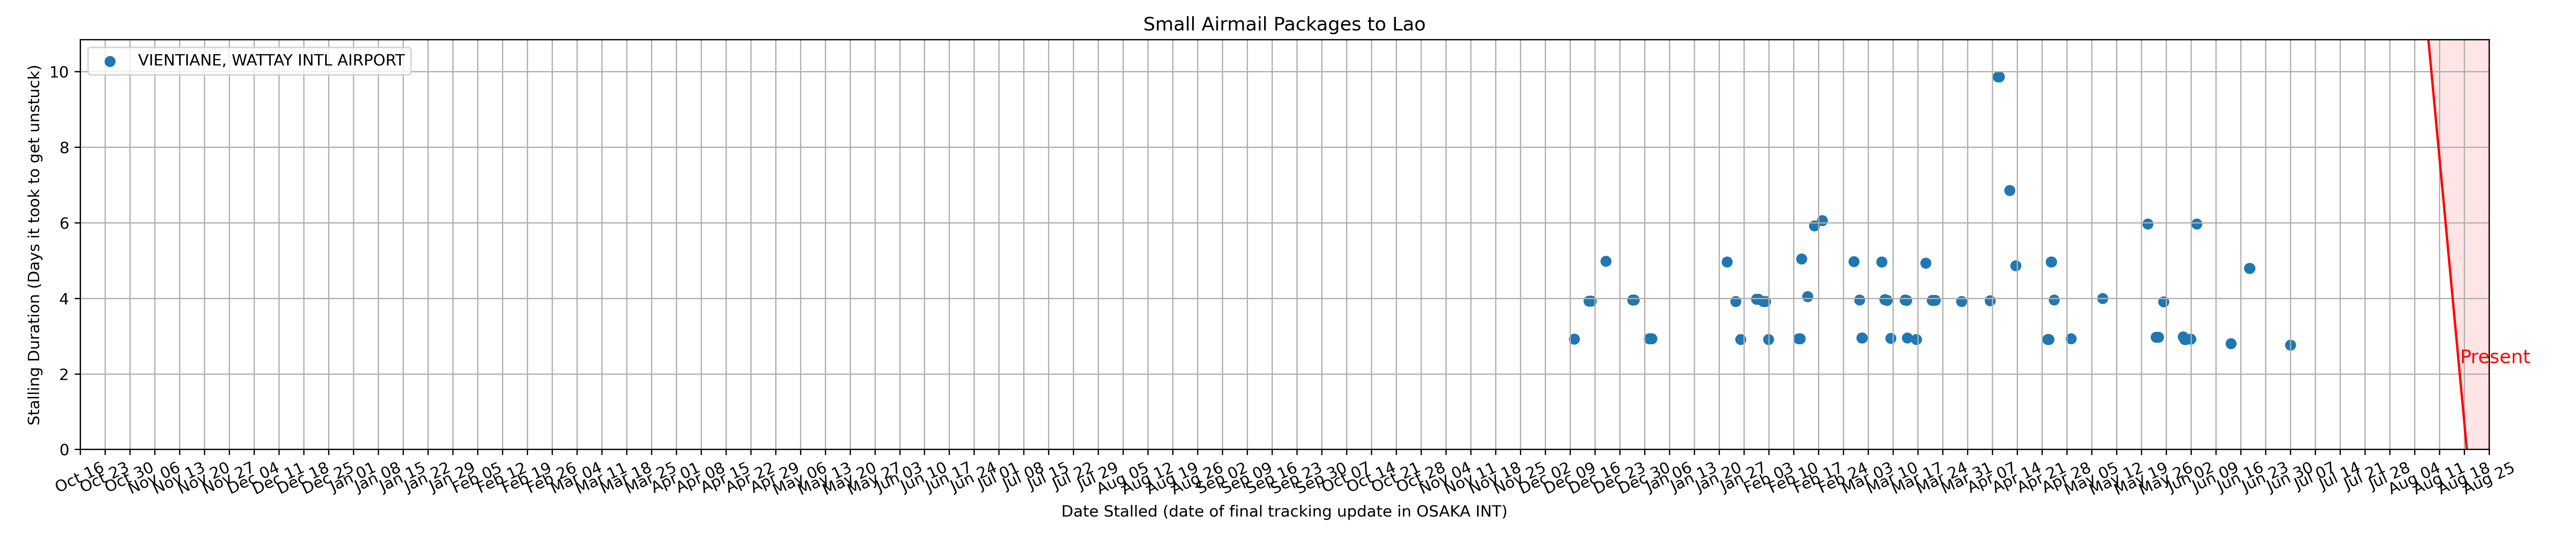 Small Airmail Packages to Lao
VIENTIANE, WATTAY INTL AIRPORT
Stalling Duration (Days it took to get unstuck)
10
8
6
4
2
0
Present
Oct 16
Oct 23
Oct 30
Nov 06
Nov 13
Nov 20
Nov 27
Dec 04
Dec 11
Dec 18
Dec 25
Jan 01
Jan 08
Jan 15
Jan 22
Jan 29
Feb 05
Feb 12
Feb 19
Feb 26
Mar 04
Mar 11
Mar 18
Mar 25
Apr 01
Apr 08
Apr 15
Apr 22
Apr 29
May 06
May 13
May 20
May 27
Jun 03
Jun 10
Jun 17
Jun 24
Jul 01
Jul 08
Jul 15
Jul 22
Jul 29
Aug 05
Aug 12
Aug 19
Aug 26
Sep 02
Sep 09
Sep 16
Sep 23
Sep 30
Oct 07
Oct 14
Oct 21
Oct 28
Nov 04
Nov 11
Nov 18
Nov 25
Dec 02
Dec 09
Dec 16
Dec 23
Dec 30
Jan 06
Jan 13
Jan 20
Jan 27
Feb 03
Feb 10
Feb 17
Feb 24
Mar 03
Mar 10
Mar 17
Mar 24
Mar 31
Apr 07
Apr 14
Apr 21
Apr 28
May 05
May 12
May 19
May 26
Jun 02
Jun 09
Jun 16
Jun 23
Jun 30
Jul 07
Jul 14
Jul 21
Jul 28
Aug 04
Aug 11
Aug 18
Aug 25
Date Stalled (date of final tracking update in OSAKA INT)